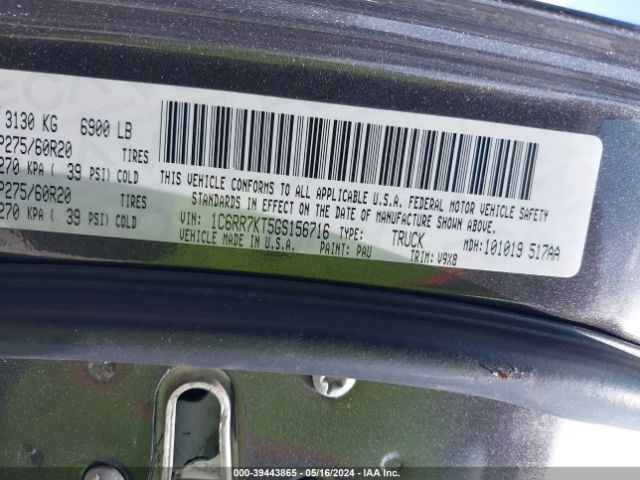 3130 KG 6900 LB
P275/60R20 TIRES
270 KPA ( 39 PSI) COLD
P275/60R20 TIRES
270 KPA ( 39 PSI) COLD
THIS VEHICLE CONFORMS TO ALL APPLICABLE U.S.A. FEDERAL MOTOR VEHICLE SAFETY
STANDARDS IN EFFECT ON THE DATE OF MANUFACTURE SHOWN ABOVE.
VIN: 1C6RR7KT5GS156716 TYPE: TRUCK MDH:101019 517AA
VEHICLE MADE IN U.S.A. PAINT: PAU TRIM: V9X8
000-39443865 - 05/16/2024 - IAA Inc.